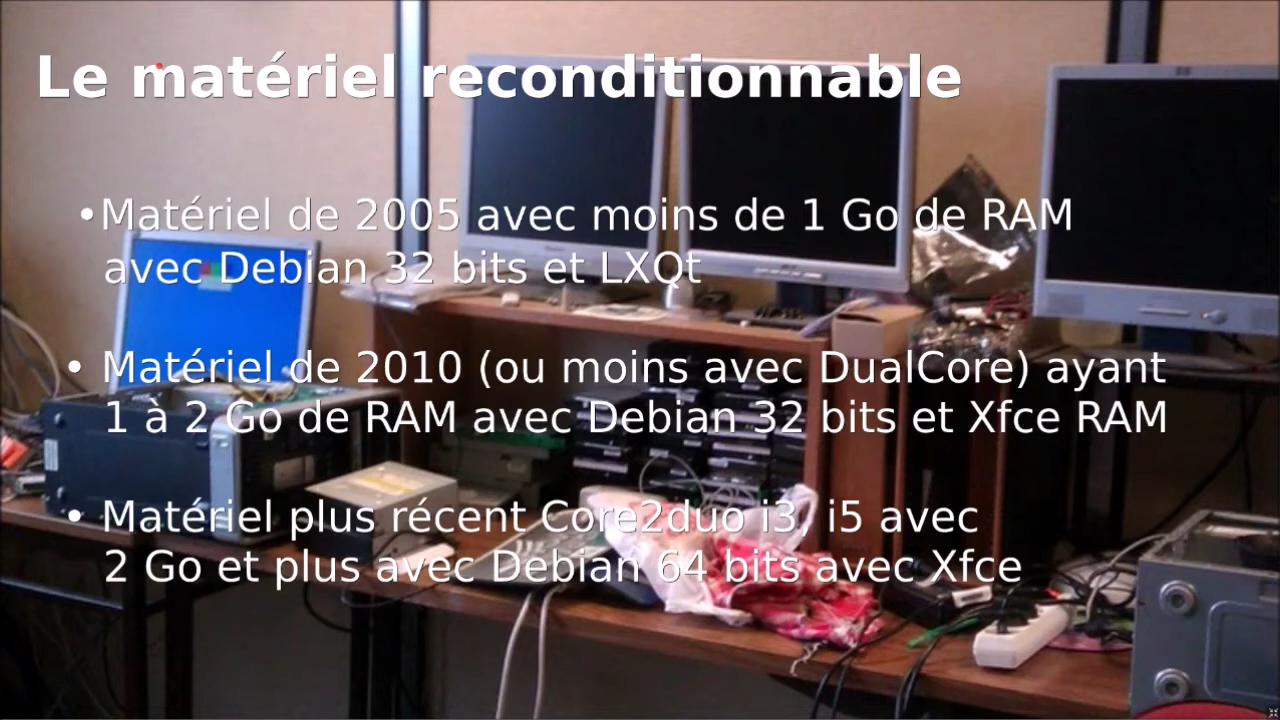 Le matériel reconditionnable
•Matériel de 2005 avec moins de 1 Go de RAM
avec Debian 32 bits et LXQt
• Matériel de 2010 (ou moins avec DualCore) ayant
1 à 2 Go de RAM avec Debian 32 bits et Xfce RAM
• Matériel plus récent Core2duo i3, i5 avec
2 Go et plus avec Debian 64 bits avec Xfce